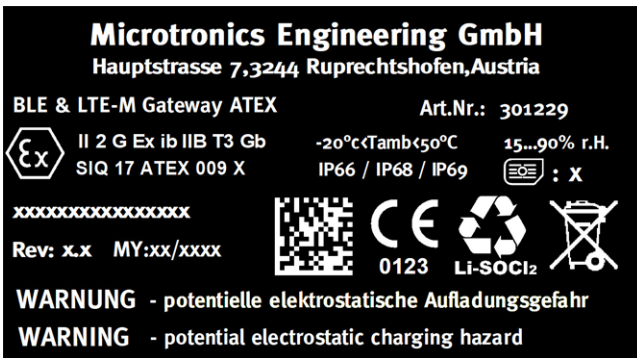 Microtronics Engineering GmbH
Hauptstrasse 7,3244 Ruprechtshofen,Austria
BLE & LTE-M Gateway ATEX Art.Nr.: 301229
Ex II 2 G Ex ib IIB T3 Gb -20°c<Tamb<50°C 15...90% r.H.
SIQ 17 ATEX 009 X IP66 / IP68 / IP69 : X
xxxxxxxxxxxxxxxx
Rev: x.x MY:xx/xxxx CE
0123 Li-SOCl₂
WARNUNG - potentielle elektrostatische Aufladungsgefahr
WARNING - potential electrostatic charging hazard